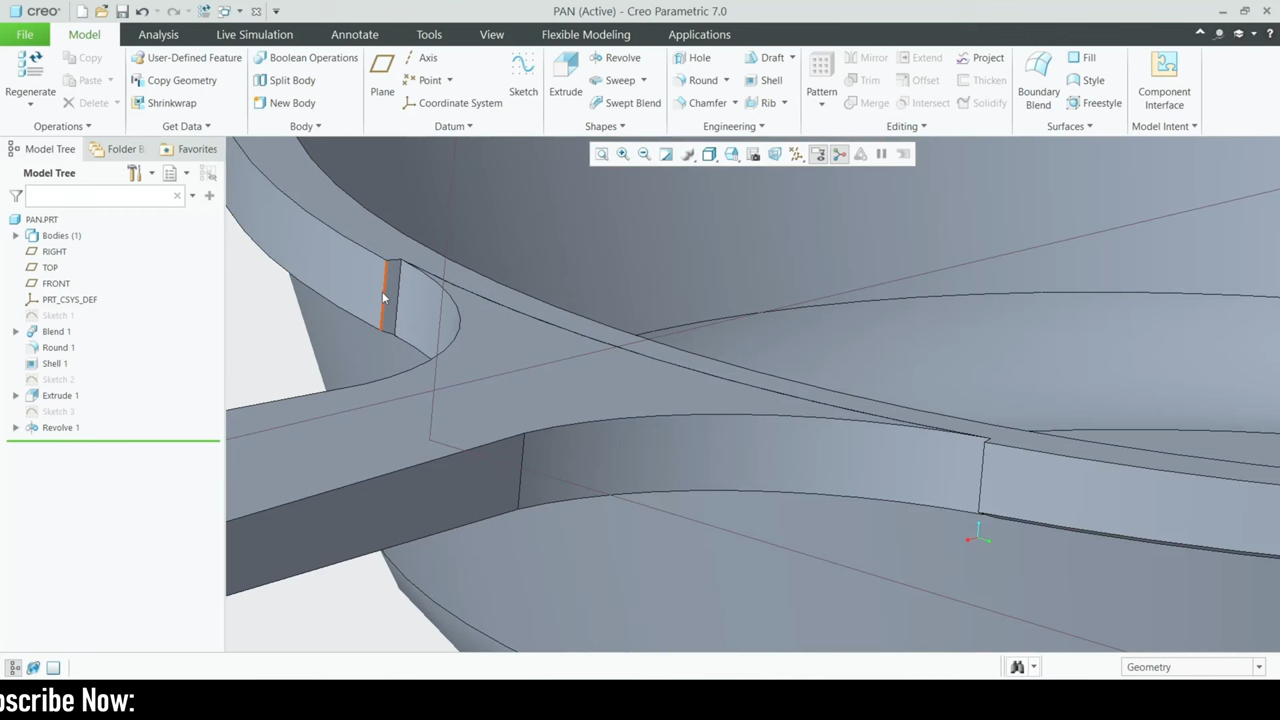 creo
PAN (Active) - Creo Parametric 7.0
File
Model
Analysis
Live Simulation
Annotate
Tools
View
Flexible Modeling
Applications
Regenerate
Copy
Paste
Delete
Operations
User-Defined Feature
Copy Geometry
Shrinkwrap
Get Data
Boolean Operations
Split Body
New Body
Body
Plane
Axis
Point
Coordinate System
Sketch
Datum
Extrude
Revolve
Sweep
Swept Blend
Shapes
Hole
Round
Chamfer
Draft
Shell
Rib
Engineering
Pattern
Mirror
Trim
Merge
Extend
Offset
Intersect
Project
Thicken
Solidify
Editing
Boundary
Blend
Fill
Style
Freestyle
Surfaces
Component
Interface
Model Intent
Model Tree
Folder B
Favorites
Model Tree
PAN.PRT
Bodies (1)
RIGHT
TOP
FRONT
PRT_CSYS_DEF
Sketch 1
Blend 1
Round 1
Shell 1
Sketch 2
Extrude 1
Sketch 3
Revolve 1
Geometry
bscribe Now: